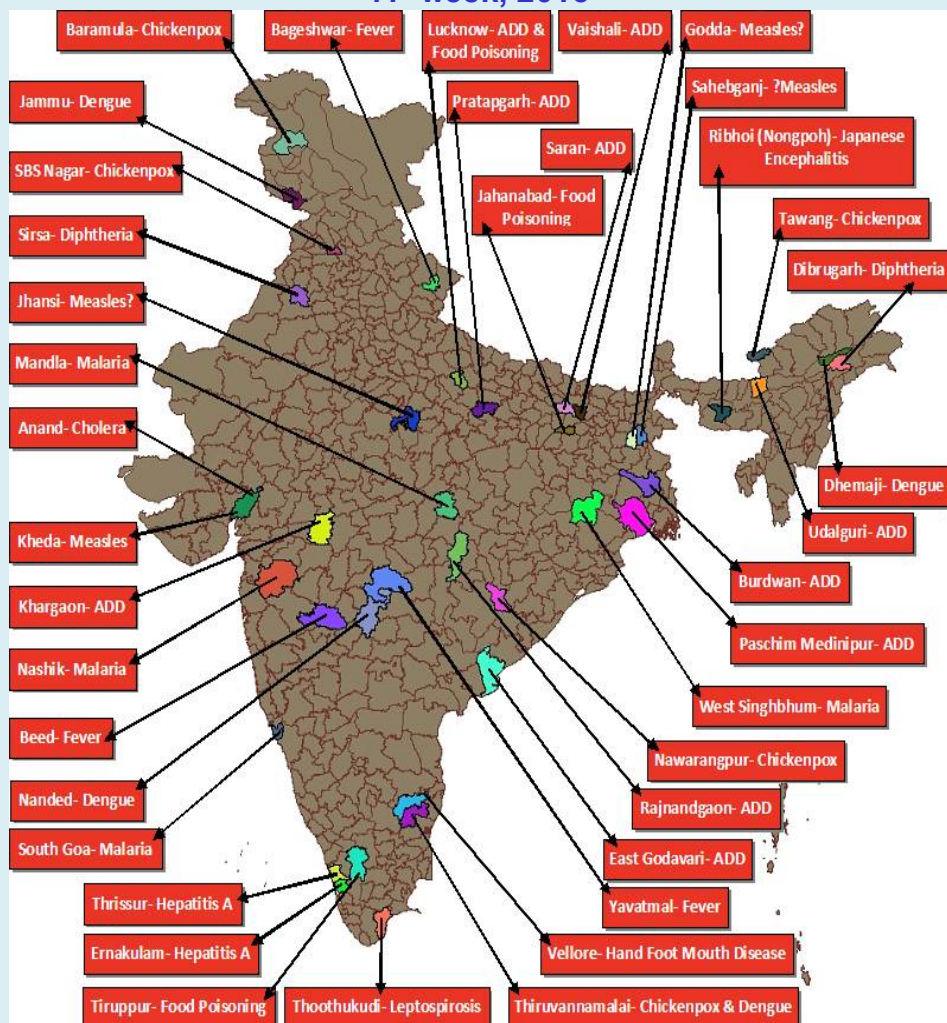 week,
Baramula- Chickenpox
Bageshwar- Fever
Lucknow- ADD &
Food Poisoning
Vaishali- ADD
Godda- Measles?
Jammu- Dengue
Pratapgarh- ADD
Sahebganj- ?Measles
Saran- ADD
Ribhoi (Nongpoh)- Japanese
Encephalitis
SBS Nagar- Chickenpox
Jahanabad- Food
Poisoning
Tawang- Chickenpox
Sirsa- Diphtheria
Dibrugarh- Diphtheria
Jhansi- Measles?
Mandla- Malaria
Anand- Cholera
Dhemaji- Dengue
Kheda- Measles
Udalguri- ADD
Khargaon- ADD
Burdwan- ADD
Nashik- Malaria
Paschim Medinipur- ADD
West Singhbhum- Malaria
Beed- Fever
Nawarangpur- Chickenpox
Nanded- Dengue
Rajnandgaon- ADD
South Goa- Malaria
East Godavari- ADD
Thrissur- Hepatitis A
Yavatmal- Fever
Ernakulam- Hepatitis A
Vellore- Hand Foot Mouth Disease
Tiruppur- Food Poisoning
Thoothukudi- Leptospirosis
Thiruvannamalai- Chickenpox & Dengue